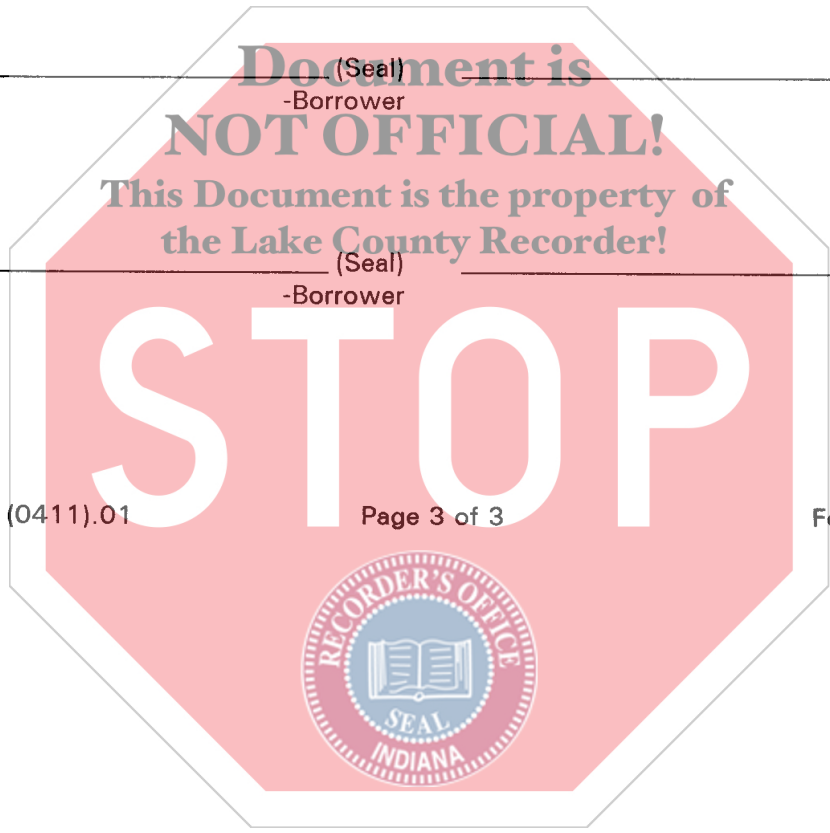 Document is
(Seal)
-Borrower
NOT OFFICIAL!
This Document is the property of
the Lake County Recorder!
(Seal)
-Borrower
STOP
(0411).01 Page 3 of 3
RECORDER'S OFFICE
SEAL
INDIANA